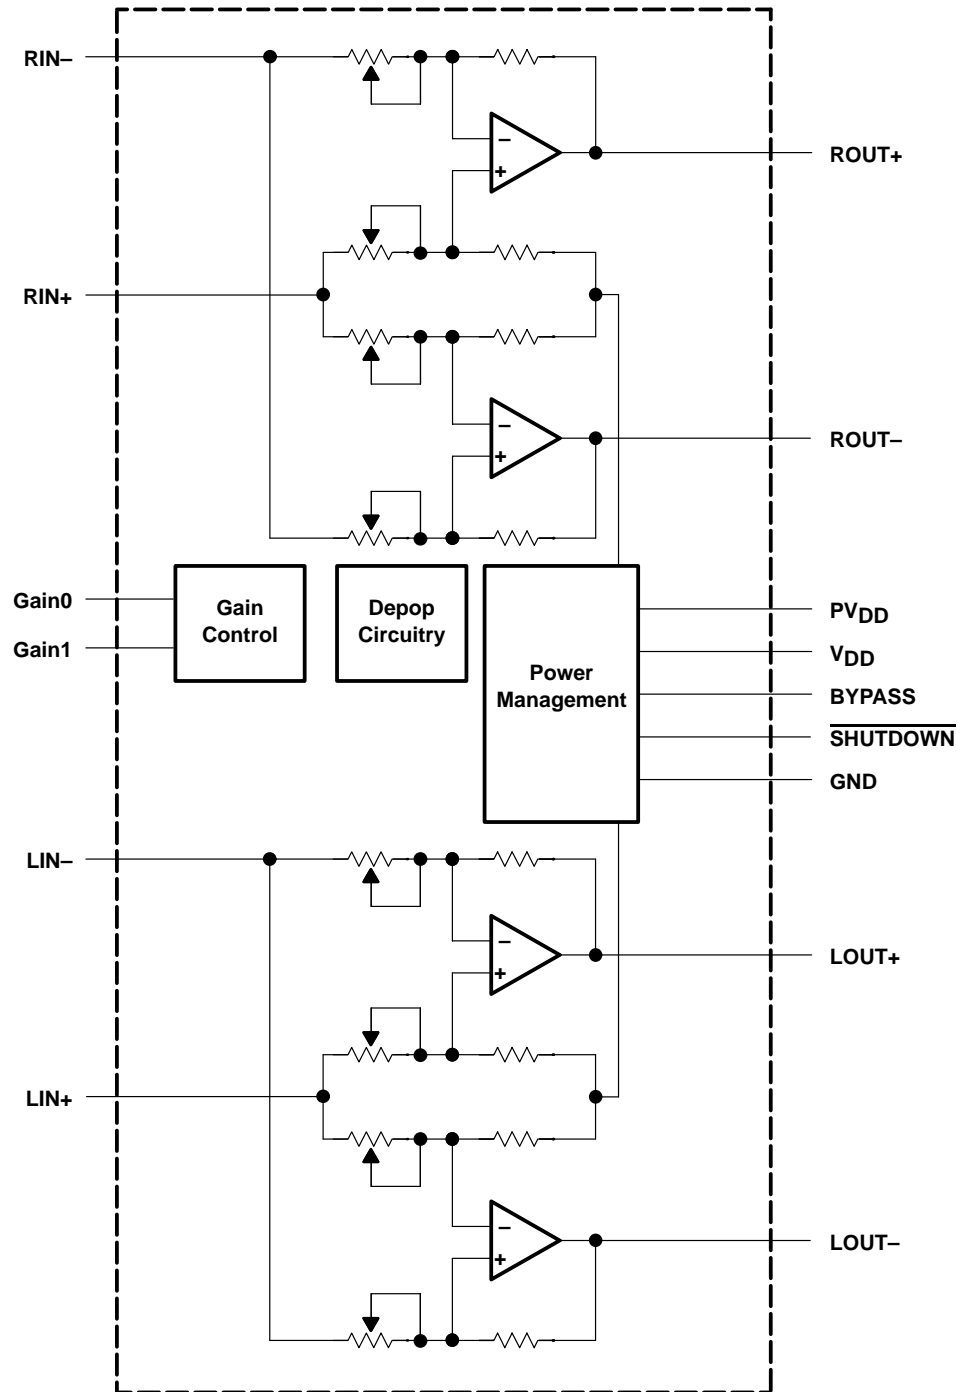 RIN–
–
+
ROUT+
RIN+
–
+
ROUT–
Gain0
Gain1
Gain
Control
Depop
Circuitry
Power
Management
PVDD
VDD
BYPASS
SHUTDOWN
GND
LIN–
–
+
LOUT+
LIN+
–
+
LOUT–